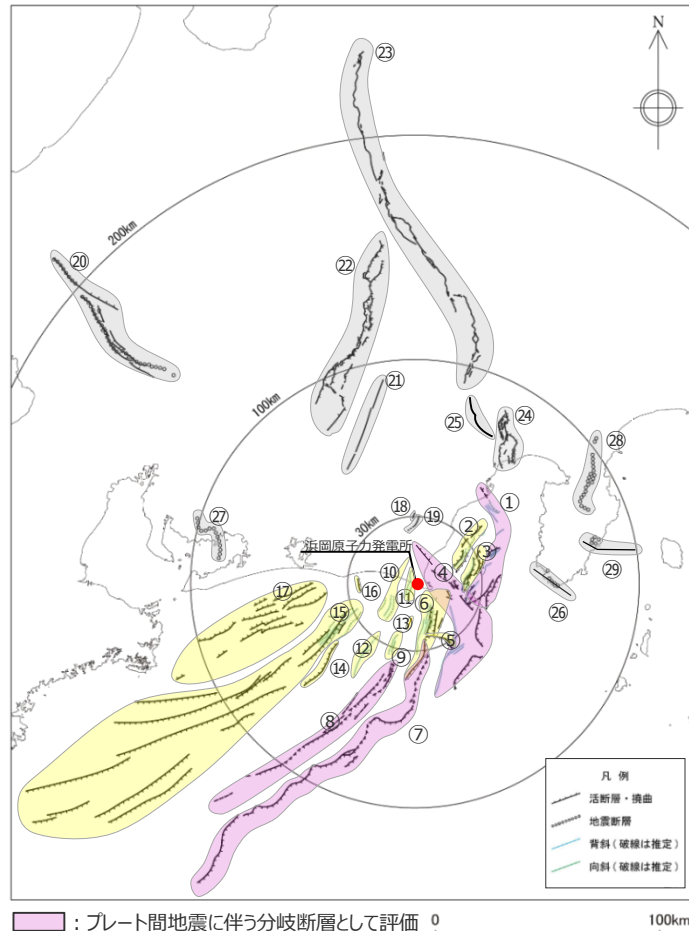 ㉓
N
200km
⑳
㉒
㉑
100km
㉕
㉔
㉘
①
⑱
②
㉗
30km
⑲
③
浜岡原子力発電所
⑩
④
㉙
⑰
⑯
⑪
㉖
⑮
⑥
⑬
⑤
⑫
⑨
⑭
⑧
⑦
凡 例
活断層・撓曲
地震断層
背斜(破線は推定)
向斜(破線は推定)
:プレート間地震に伴う分岐断層として評価
0 100km